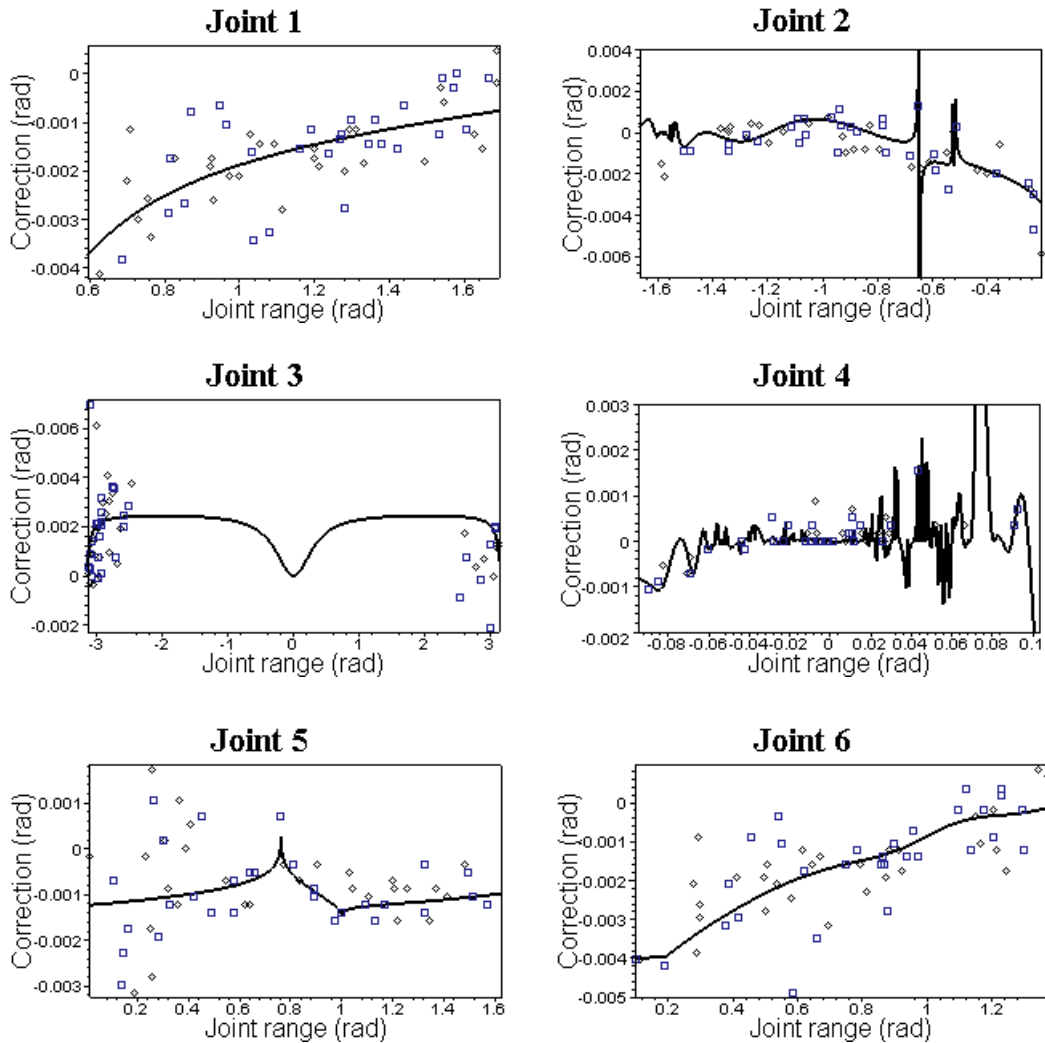 Joint 1
Correction (rad)
0
-0.001
-0.002
-0.003
-0.004
0.6 0.8 1 1.2 1.4 1.6
Joint range (rad)
Joint 2
Correction (rad)
0.004
0.002
0
-0.002
-0.004
-0.006
-1.6 -1.4 -1.2 -1 -0.8 -0.6 -0.4
Joint range (rad)
Joint 3
Correction (rad)
0.006
0.004
0.002
0
-0.002
-3 -2 -1 0 1 2 3
Joint range (rad)
Joint 4
Correction (rad)
0.003
0.002
0.001
0
-0.001
-0.002
-0.08 -0.06 -0.04 -0.02 0 0.02 0.04 0.06 0.08 0.1
Joint range (rad)
Joint 5
Correction (rad)
0.001
0
-0.001
-0.002
-0.003
0.2 0.4 0.6 0.8 1 1.2 1.4 1.6
Joint range (rad)
Joint 6
Correction (rad)
0
-0.001
-0.002
-0.003
-0.004
-0.005
0.2 0.4 0.6 0.8 1 1.2
Joint range (rad)